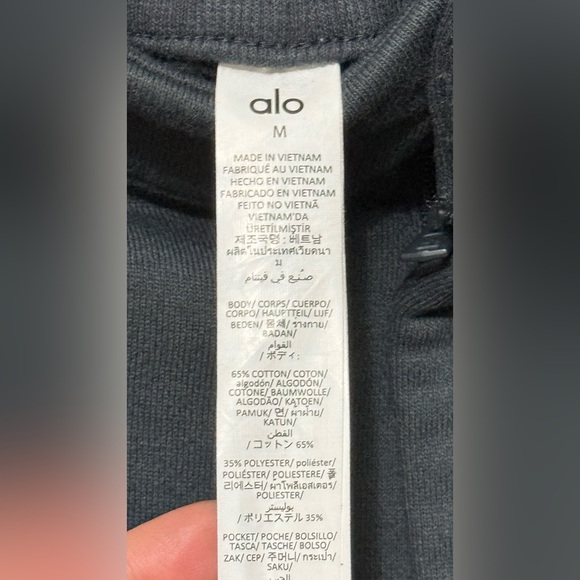 alo
M
MADE IN VIETNAM
FABRIQUÉ AU VIETNAM
HECHO EN VIETNAM
FABRICADO EN VIETNAM
FEITO NO VIETNÃ
VIETNAM'DA
ÜRETİLMİŞTİR
제조국명 : 베트남
ผลิตในประเทศเวียดนา
ม
صُنع في فيتنام
BODY/ CORPS/ CUERPO/
CORPO/ HAUPTTEIL/ LIJF/
BEDEN/ 몸체/ ร่างกาย/
BADAN/
القوام
/ ボディ:
65% COTTON/ COTON/
algodón/ ALGODÓN/
COTONE/ BAUMWOLLE/
ALGODÃO/ KATOEN/
PAMUK/ 면/ ผ้าฝ้าย/
KATUN/
القطن
/ コットン 65%
35% POLYESTER/ poliéster/
POLIÉSTER/ POLIESTERE/ 폴
리에스터/ ผ้าโพลีเอสเตอร/
POLIESTER/
بوليستر
/ ポリエステル 35%
POCKET/ POCHE/ BOLSILLO/
TASCA/ TASCHE/ BOLSO/
ZAK/ CEP/ 주머니/ กระเป๋า/
SAKU/